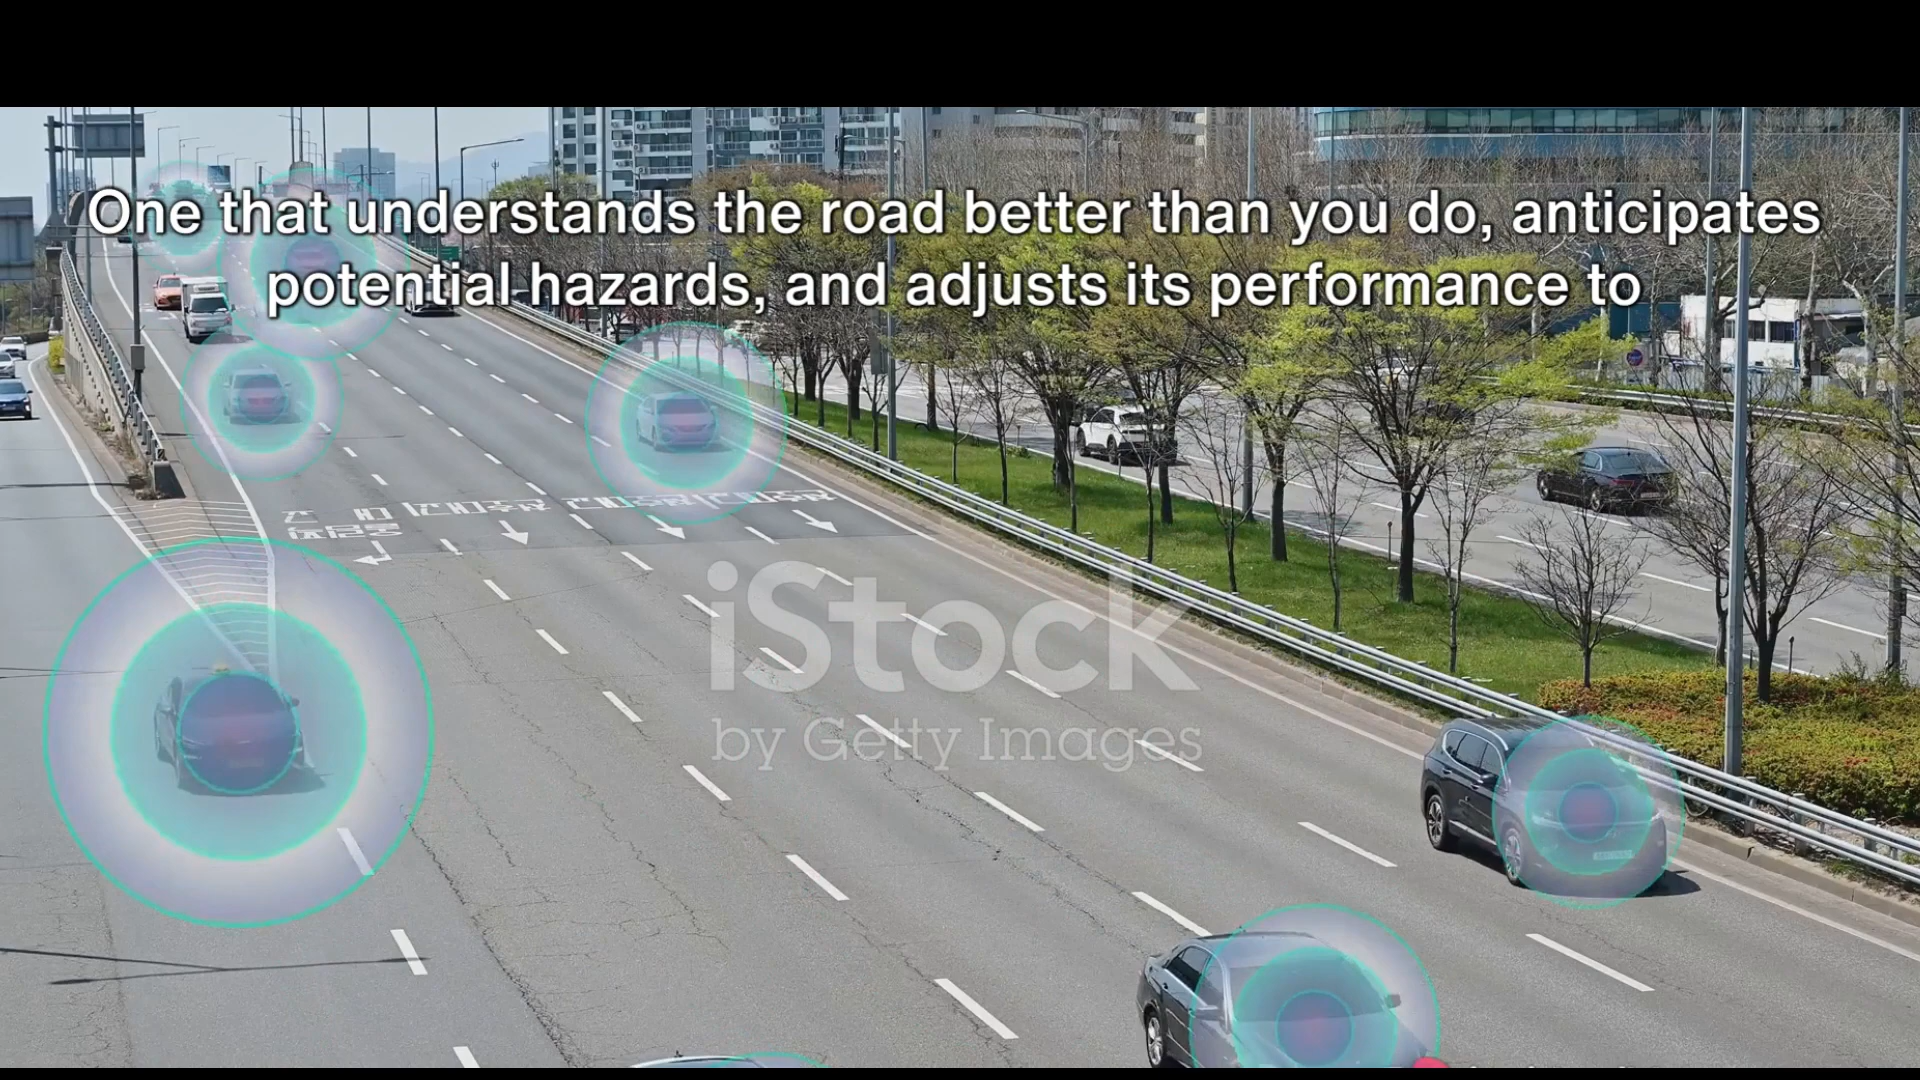 One that understands the road better than you do, anticipates
potential hazards, and adjusts its performance to
iStock
by Getty Images